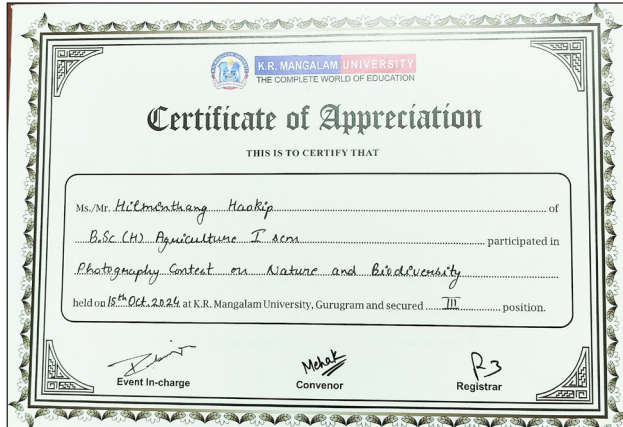 K.R. MANGALAM UNIVERSITY
THE COMPLETE WORLD OF EDUCATION
Certificate of Appreciation
THIS IS TO CERTIFY THAT
Ms./Mr. Hilminthang Haokip of
B.Sc (H) Agriculture I sem participated in
Photography Contest on Nature and Biodiversity
held on 15th Oct. 2024 at K.R. Mangalam University, Gurugram and secured III position.
Mehak
Event In-charge Convenor Registrar